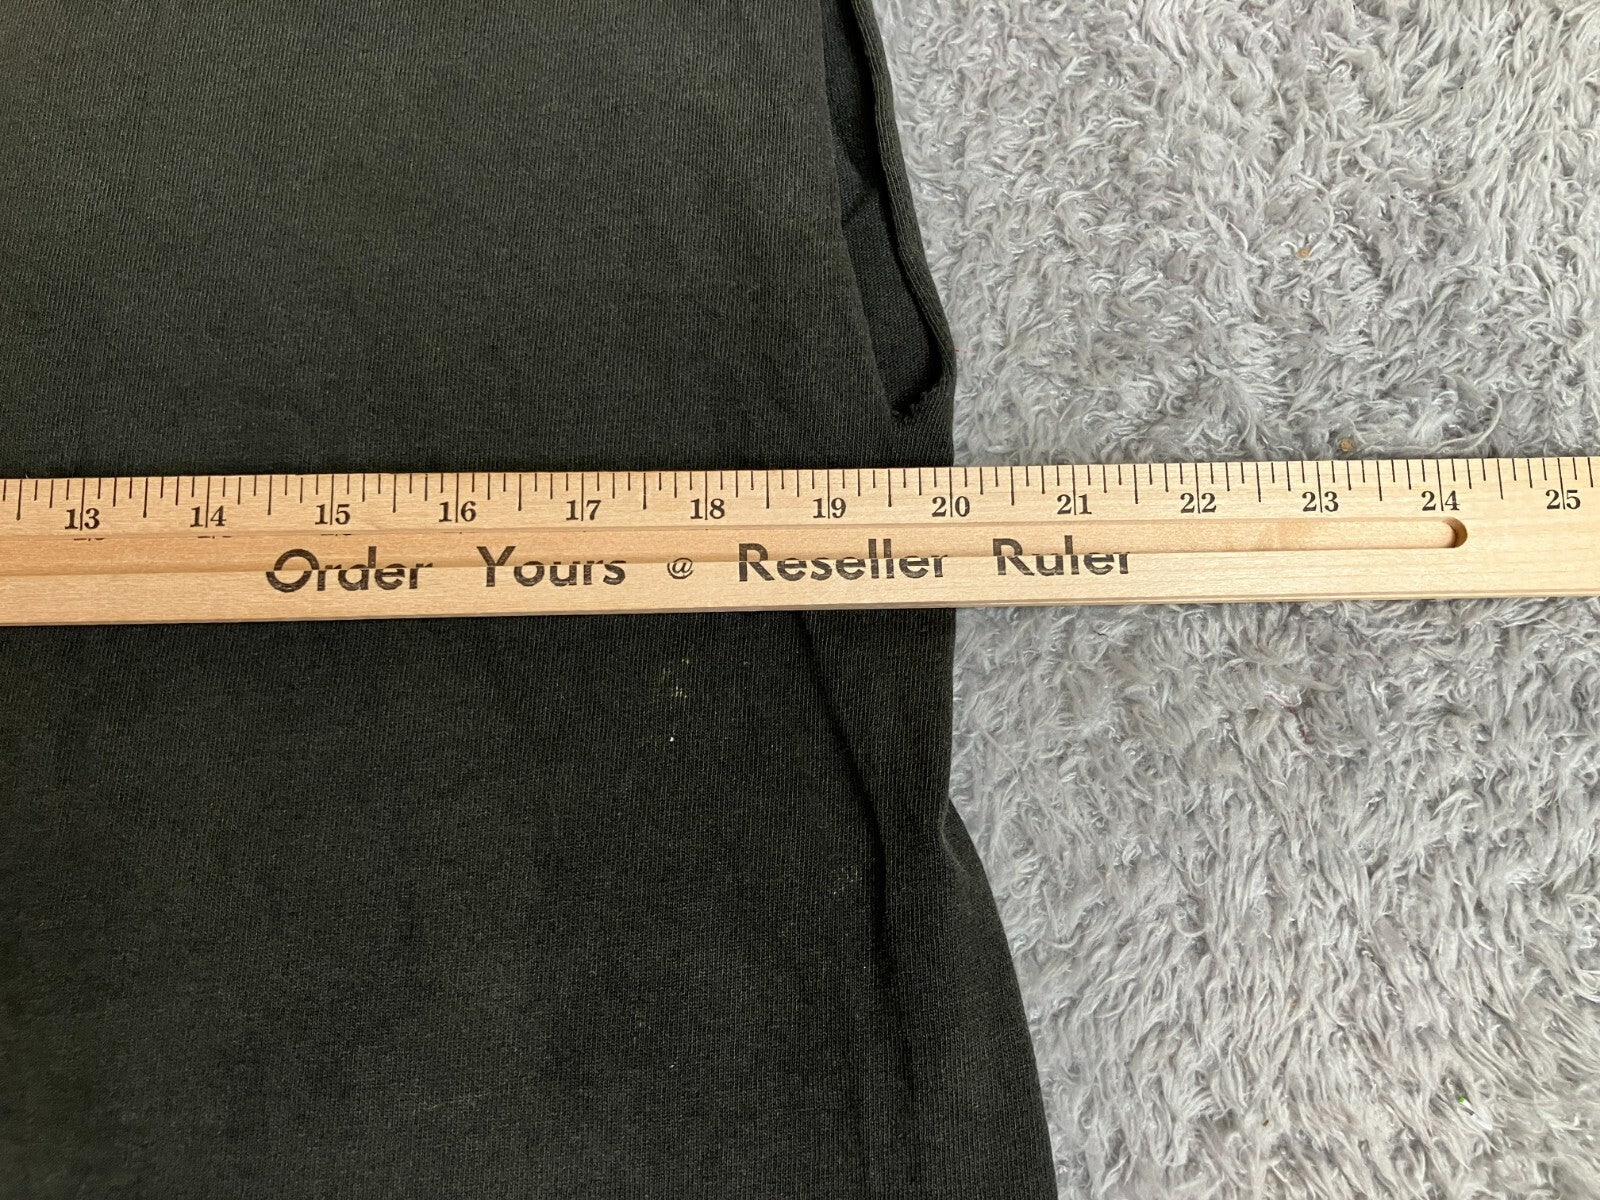 13 14 15 16 17 18 19 20 21 22 23 24 25
Order Yours @ Reseller Ruler